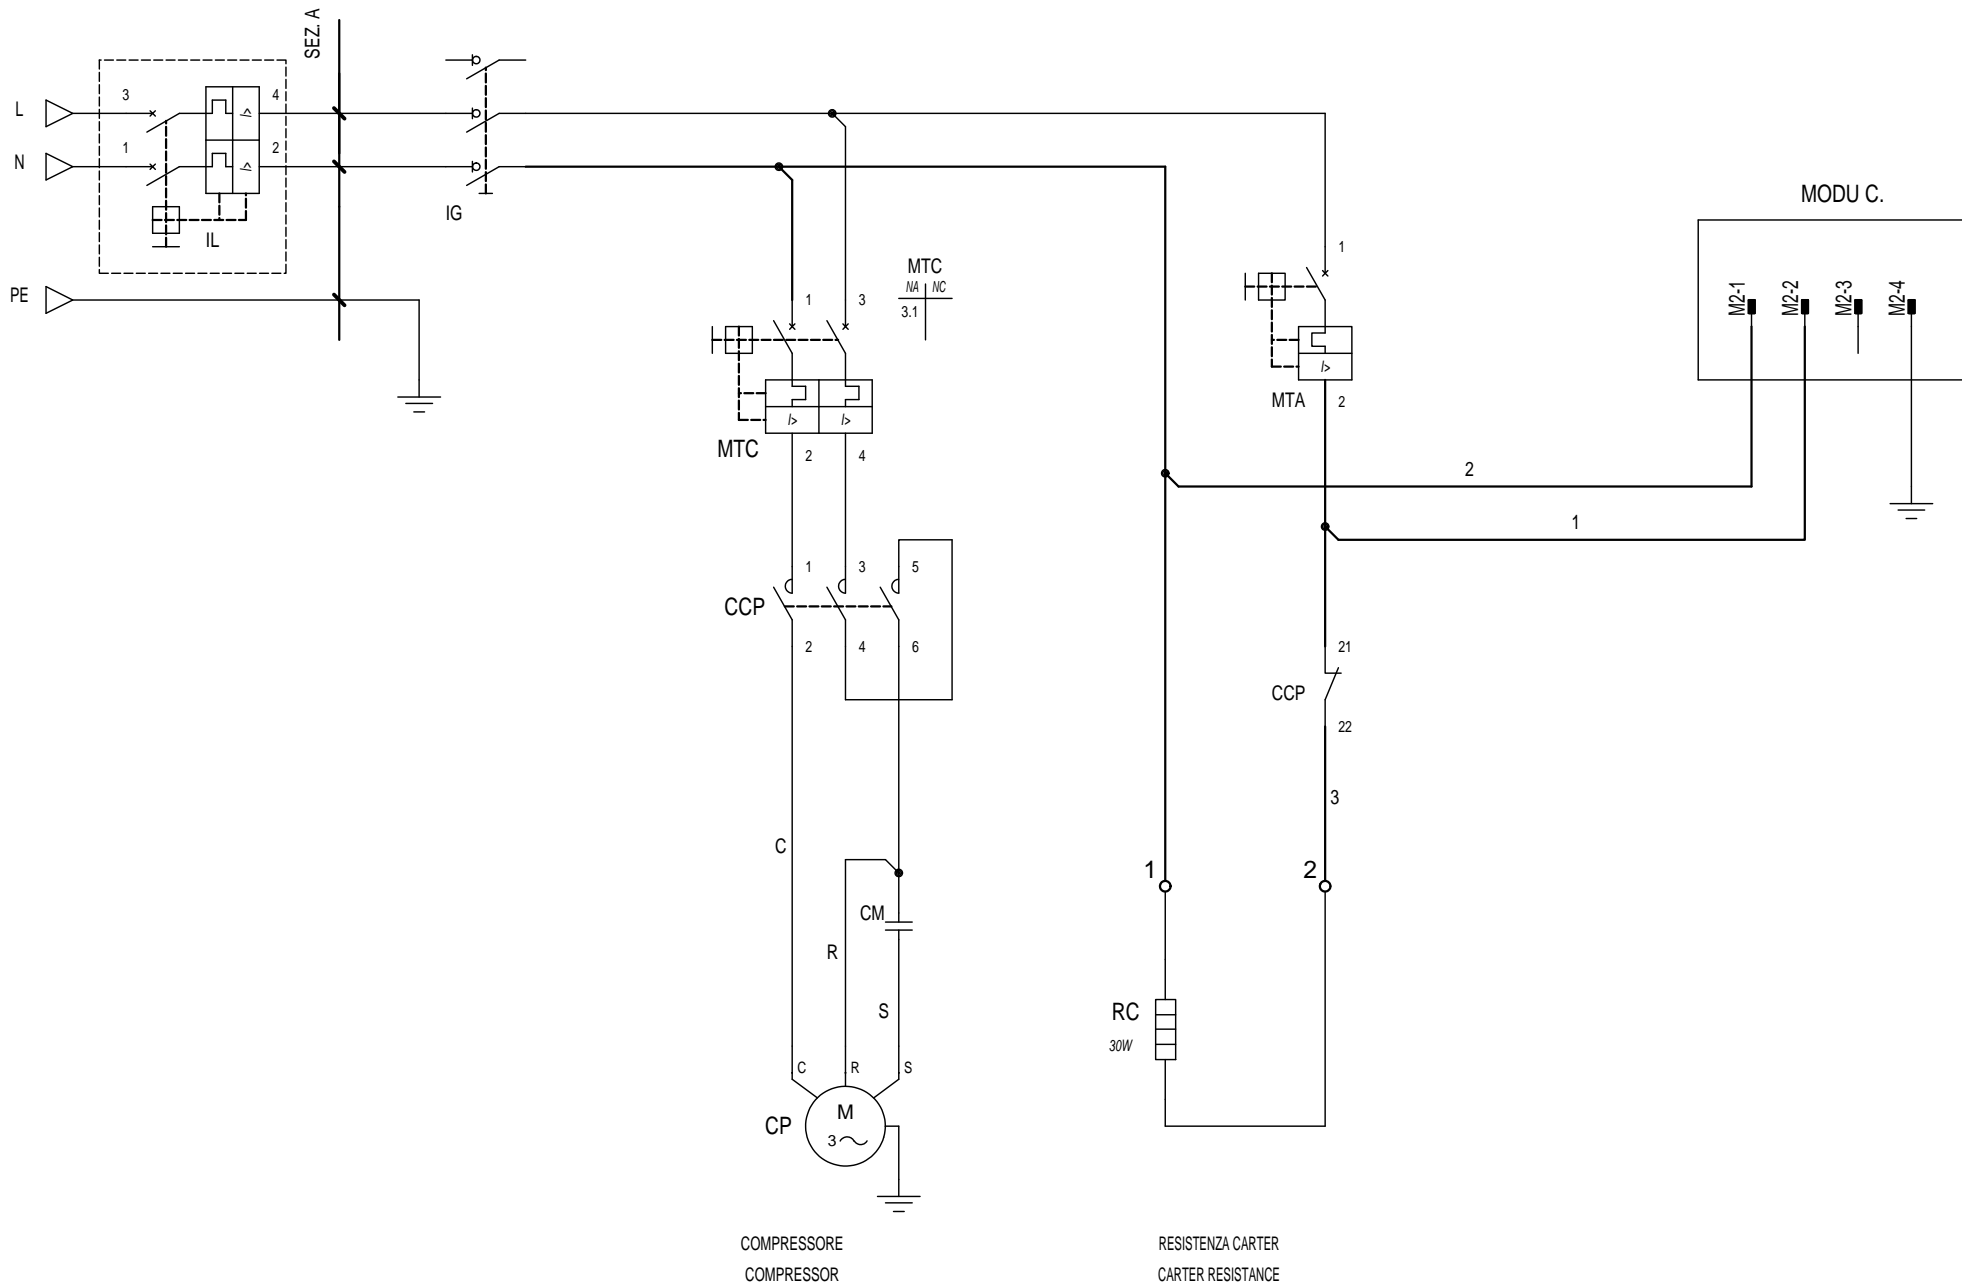 SEZ. A
L
3
4
N
1
2
IL
IG
PE
MODU C.
M2-1
M2-2
M2-3
M2-4
MTC
NA NC
3.1
1
3
1
I>
I>
I>
I>
I>
MTC
2
4
MTA
2
2
1
1
3
5
CCP
2
4
6
21
CCP
22
3
C
1
2
CM
R
S
RC
30W
C
R
S
CP
M
3
COMPRESSORE
COMPRESSOR
RESISTENZA CARTER
CARTER RESISTANCE